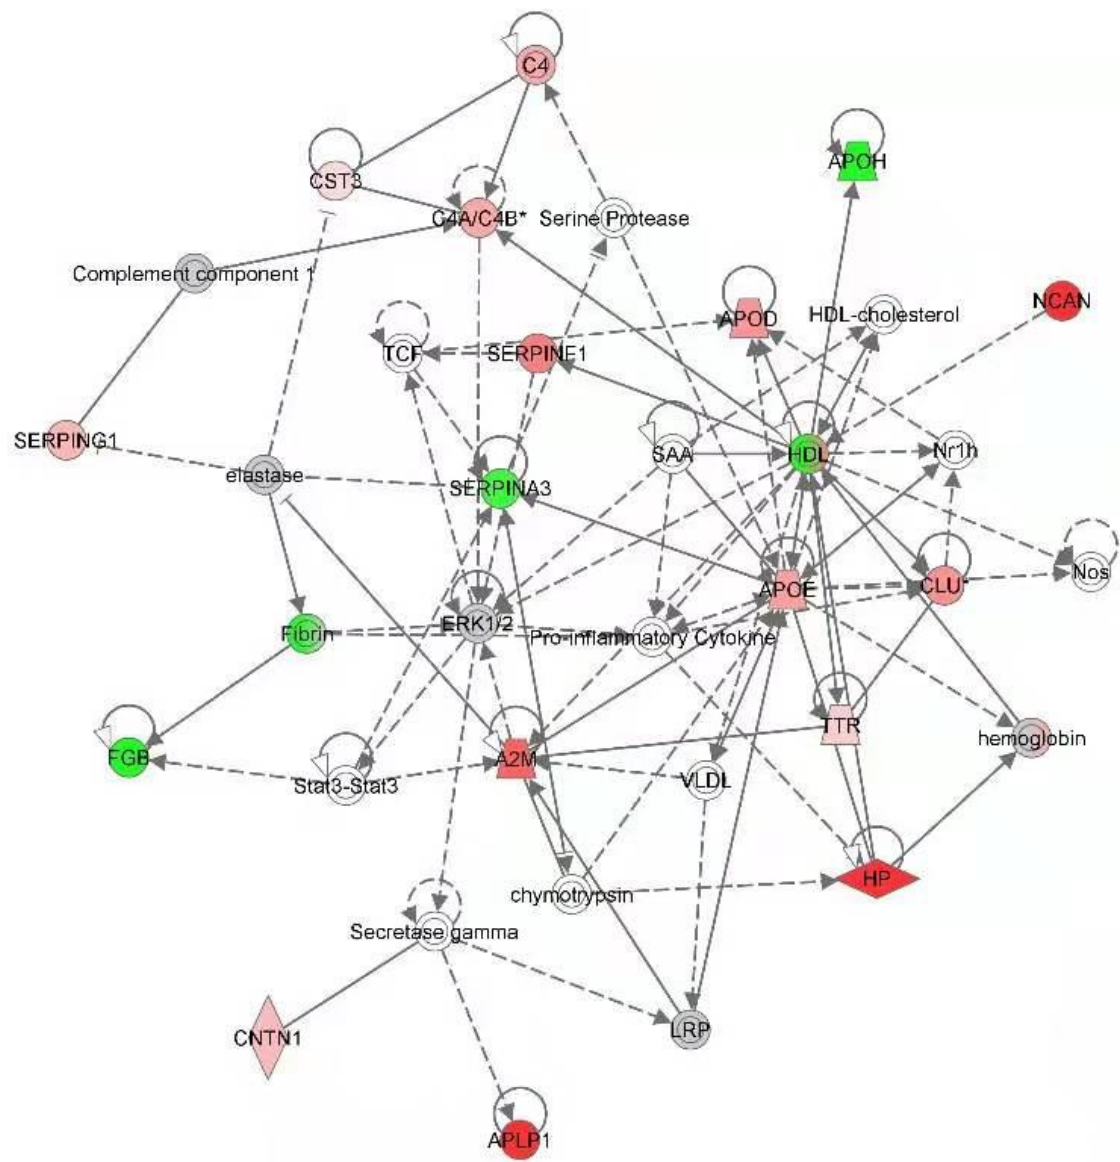 C4
APOH
CST3
C4A/C4B* Serine Protease
Complement component 1
NCAN
APOD HDL-cholesterol
TCF SERPINF1
SERPING1
SAA HDL Nr1h
elastase
SERPINA3
Nos
APOE CLU*
Fibrin ERK1/2 Pro-inflammatory Cytokine
TTR hemoglobin
FGB A2M
Stat3-Stat3 VLDL
HP
chymotrypsin
Secretase gamma
CNTN1 LRP
APLP1